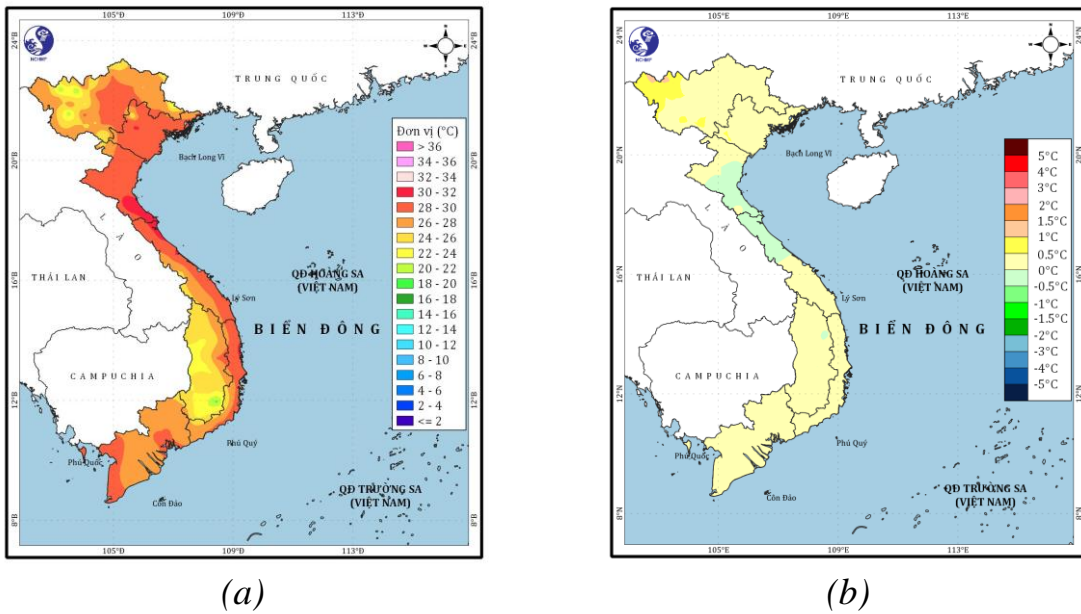 105°Đ 109°Đ 113°Đ
24°B
20°B
16°B
12°B
8°B
N
W E
S
NCHMF
TRUNG QUỐC
Bạch Long Vĩ
LAO
THÁI LAN
QĐ HOÀNG SA
(VIỆT NAM)
Lý Sơn
BIỂN ĐÔNG
CAMPUCHIA
Phú Quý
Phú Quốc
Côn Đảo
QĐ TRƯỜNG SA
(VIỆT NAM)
Đơn vị (°C)
> 36
34 - 36
32 - 34
30 - 32
28 - 30
26 - 28
24 - 26
22 - 24
20 - 22
18 - 20
16 - 18
14 - 16
12 - 14
10 - 12
8 - 10
6 - 8
4 - 6
2 - 4
<= 2
105°Đ 109°Đ 113°Đ
(a)
105°E 109°E 113°E
24°N
20°N
16°N
12°N
8°N
N
W E
S
NCHMF
TRUNG QUỐC
Bạch Long Vĩ
LAO
THÁI LAN
QĐ HOÀNG SA
(VIỆT NAM)
Lý Sơn
BIỂN ĐÔNG
CAMPUCHIA
Phú Quý
Phú Quốc
Côn Đảo
QĐ TRƯỜNG SA
(VIỆT NAM)
5°C
4°C
3°C
2°C
1.5°C
1°C
0.5°C
0°C
-0.5°C
-1°C
-1.5°C
-2°C
-3°C
-4°C
-5°C
105°E 109°E 113°E
(b)